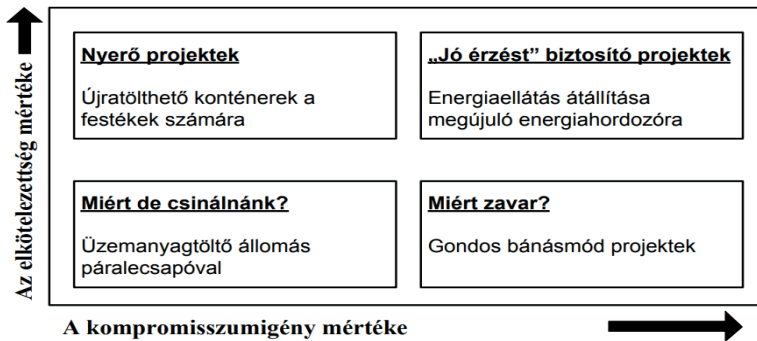 Az elkötelezettség mértéke
Nyerő projektek
Újratölthető konténerek a
festékek számára
„Jó érzést” biztosító projektek
Energiaellátás átállítása
megújuló energiahordozóra
Miért de csinálnánk?
Üzemanyagtöltő állomás
páralecsapóval
Miért zavar?
Gondos bánásmód projektek
A kompromisszumigény mértéke